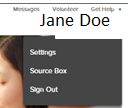 Messages Volunteer Get Help
Jane Doe
Settings
Source Box
Sign Out